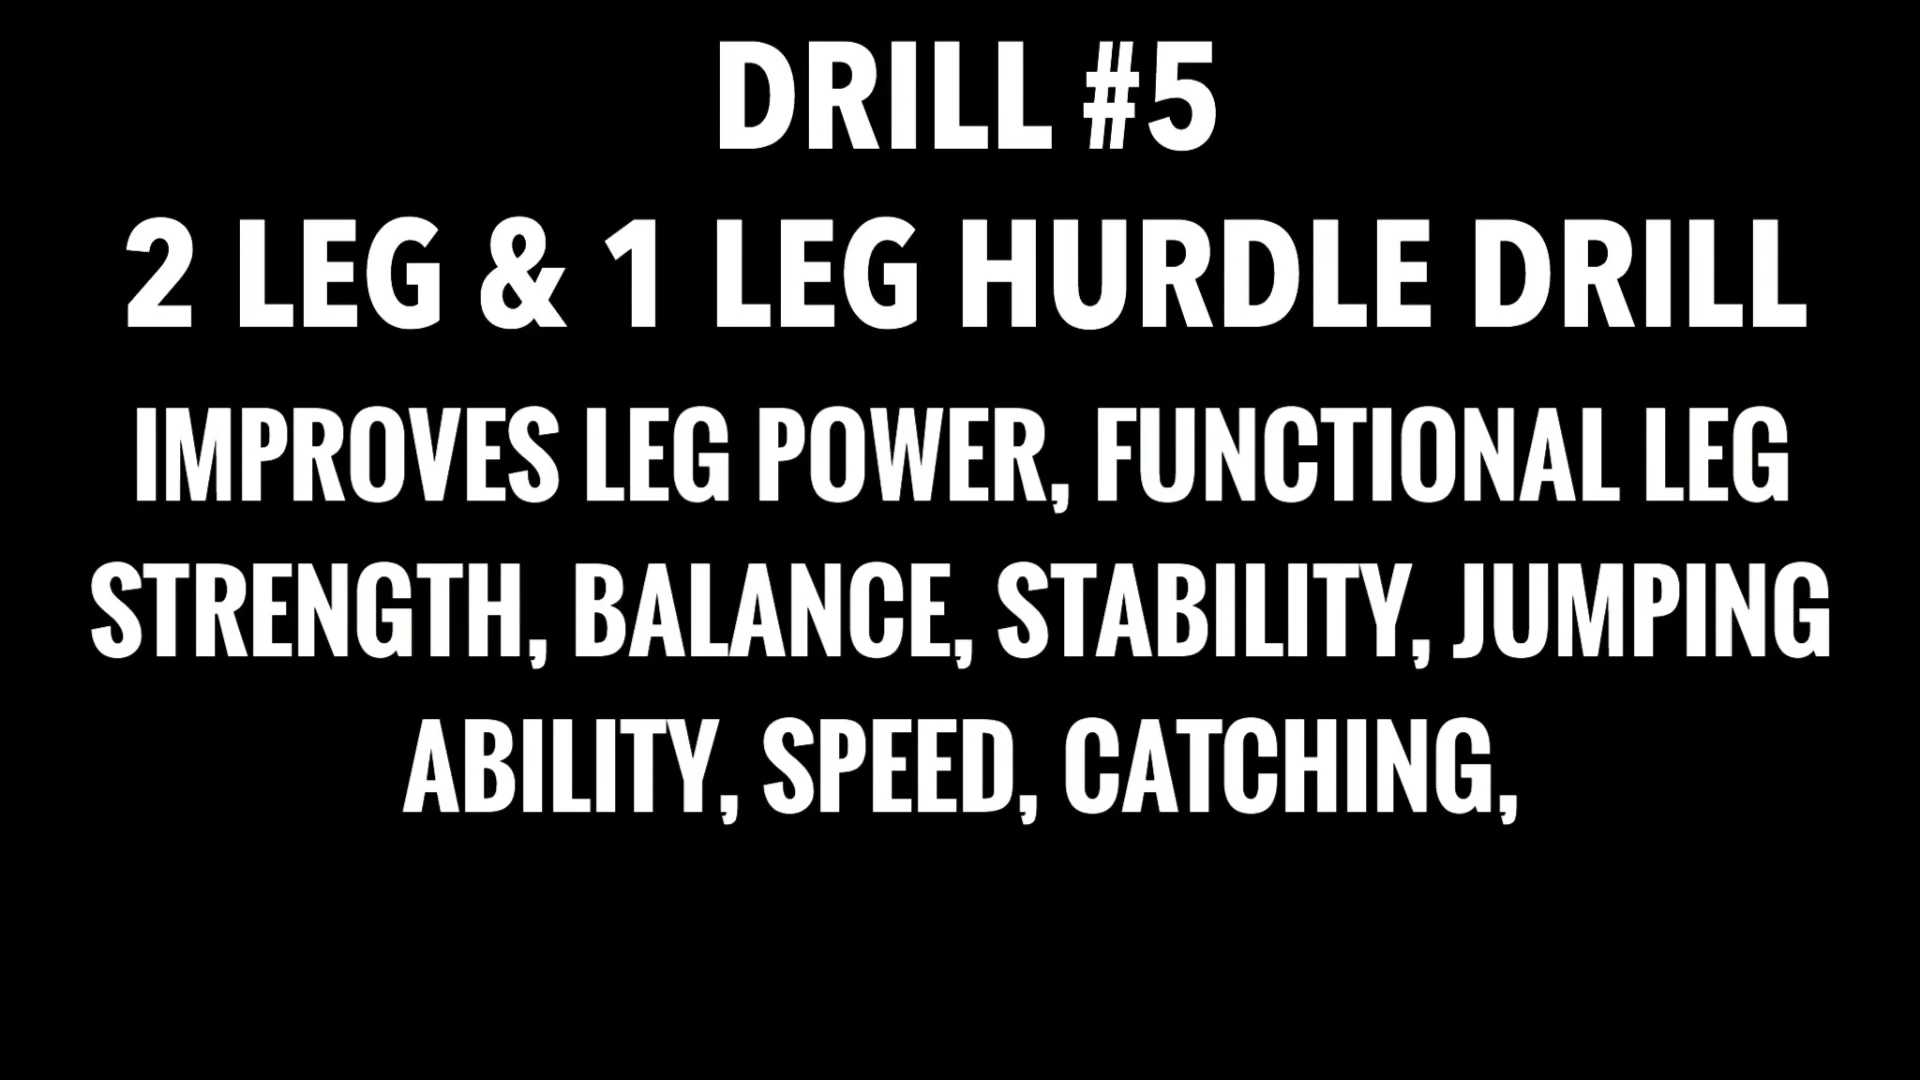 DRILL #5
2 LEG & 1 LEG HURDLE DRILL
IMPROVES LEG POWER, FUNCTIONAL LEG
STRENGTH, BALANCE, STABILITY, JUMPING
ABILITY, SPEED, CATCHING,